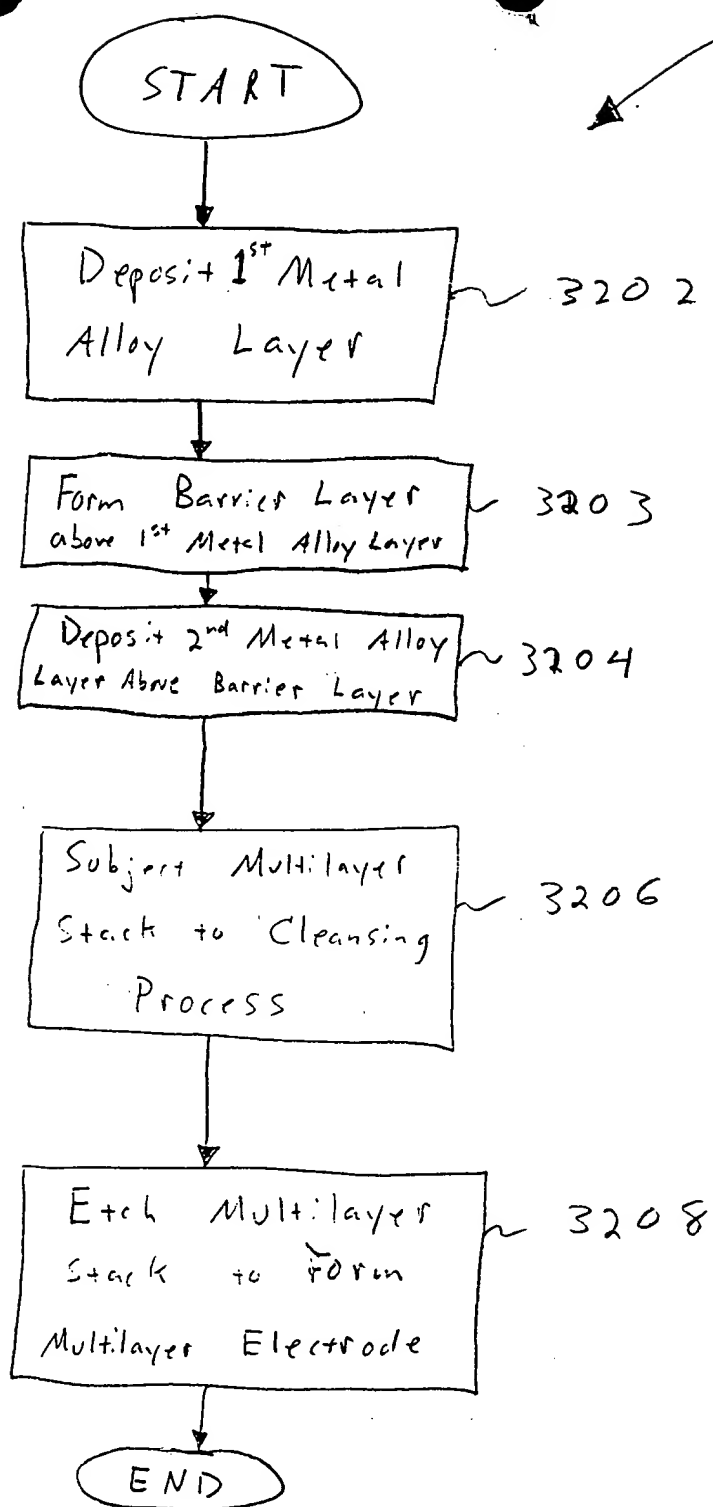 START
Deposit 1st Metal
Alloy Layer
3202
Form Barrier Layer
above 1st Metal Alloy Layer
3203
Deposit 2nd Metal Alloy
Layer Above Barrier Layer
3204
Subject Multilayer
Stack to Cleansing
Process
3206
Etch Multilayer
Stack to Form
Multilayer Electrode
3208
END